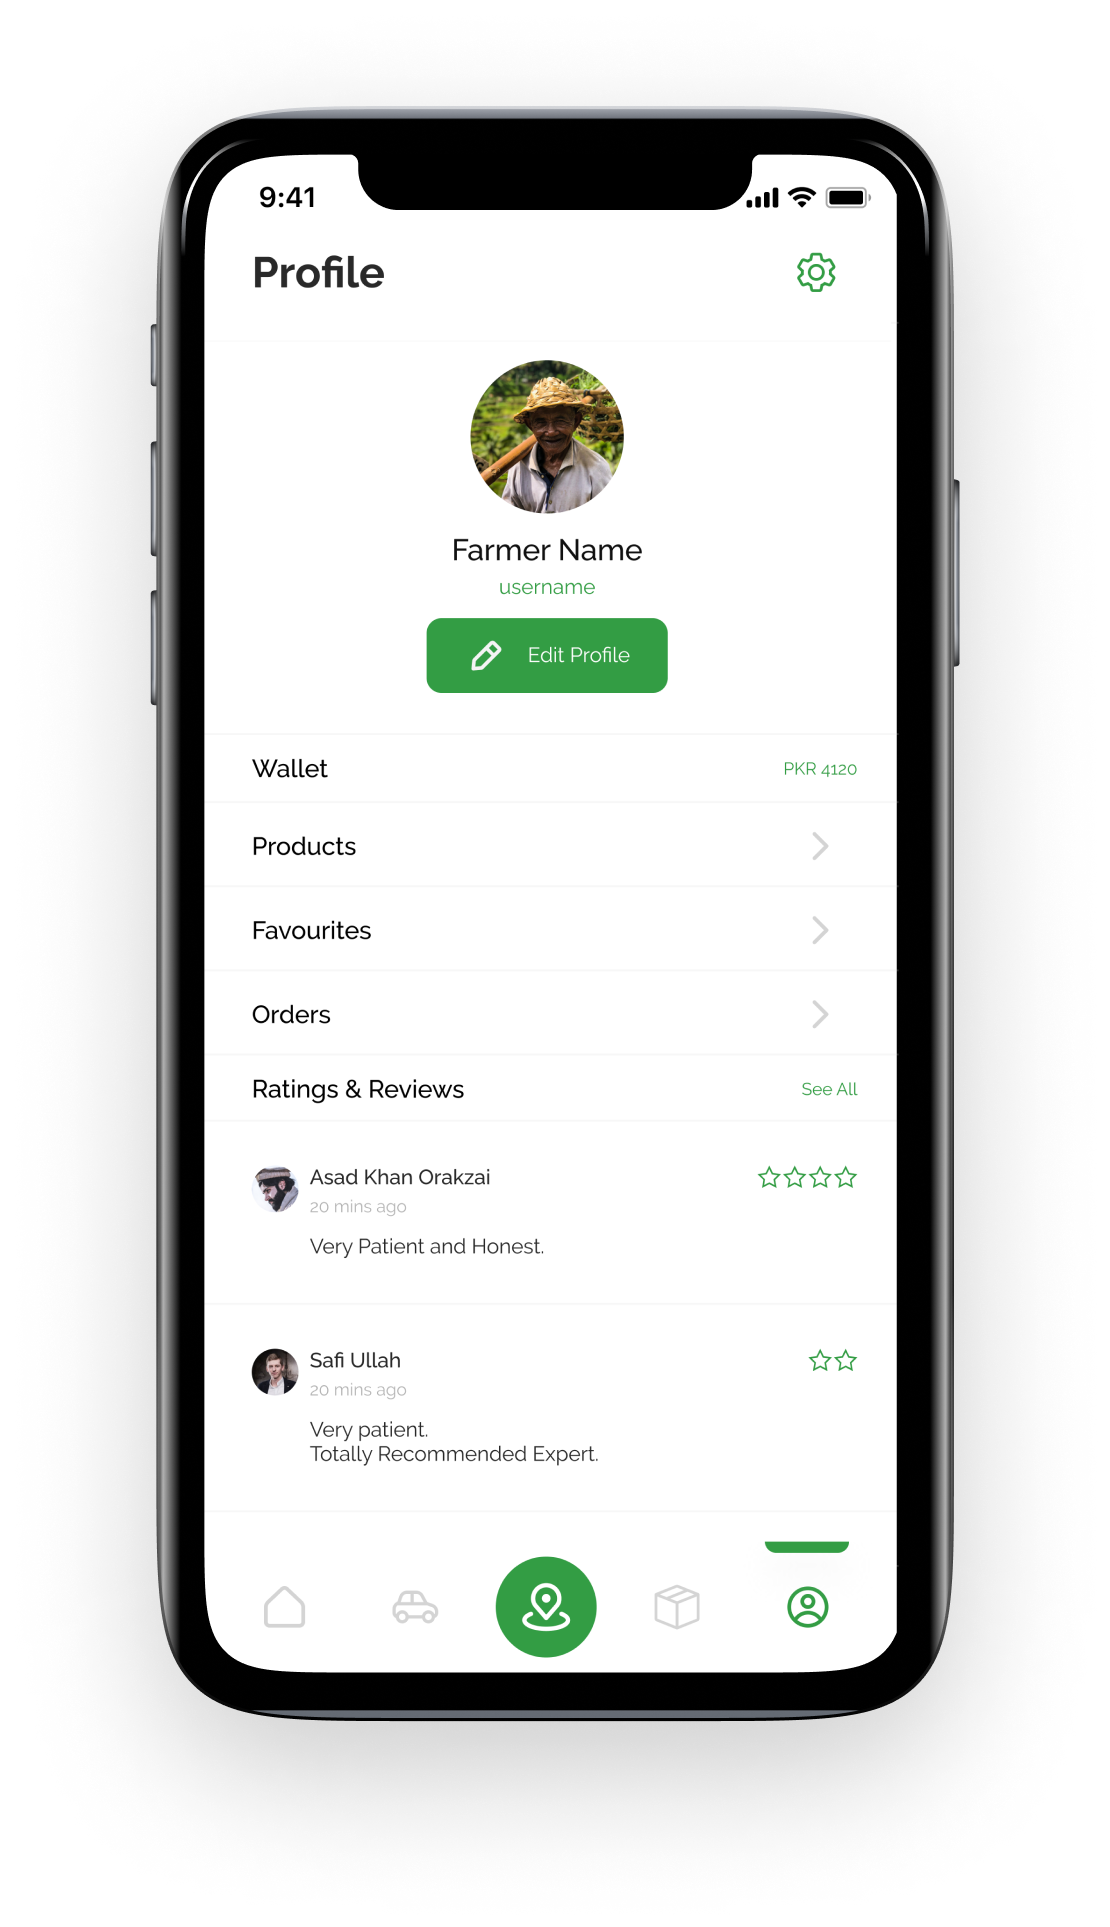 9:41
Profile
Farmer Name
username
Edit Profile
Wallet
PKR 4120
Products
Favourites
Orders
Ratings & Reviews
See All
Asad Khan Orakzai
20 mins ago
Very Patient and Honest.
Safi Ullah
20 mins ago
Very patient.
Totally Recommended Expert.